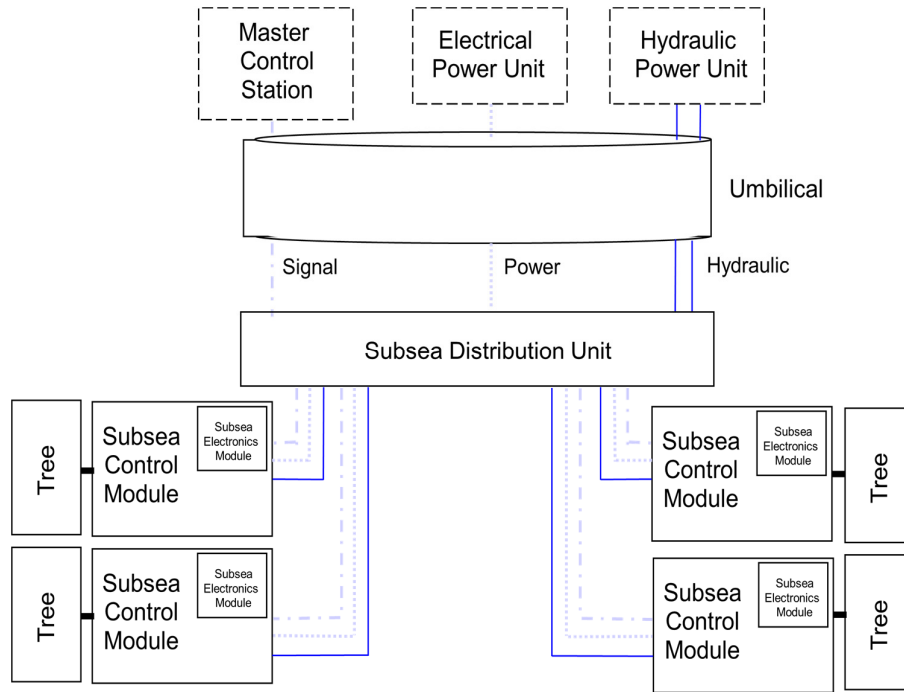 Master
Control
Station
Electrical
Power Unit
Hydraulic
Power Unit
Umbilical
Signal
Power
Hydraulic
Subsea Distribution Unit
Tree
Subsea
Control
Module
Subsea
Electronics
Module
Subsea
Control
Module
Subsea
Electronics
Module
Tree
Tree
Subsea
Control
Module
Subsea
Electronics
Module
Subsea
Control
Module
Subsea
Electronics
Module
Tree